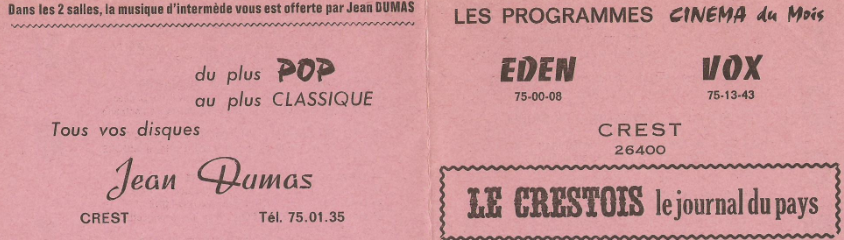 Dans les 2 salles, la musique d'intermède vous est offerte par Jean DUMAS
du plus POP
au plus CLASSIQUE
Tous vos disques
Jean Dumas
CREST Tél. 75.01.35
LES PROGRAMMES CINEMA du Mois
EDEN VOX
75-00-08 75-13-43
CREST
26400
LE CRESTOIS le journal du pays